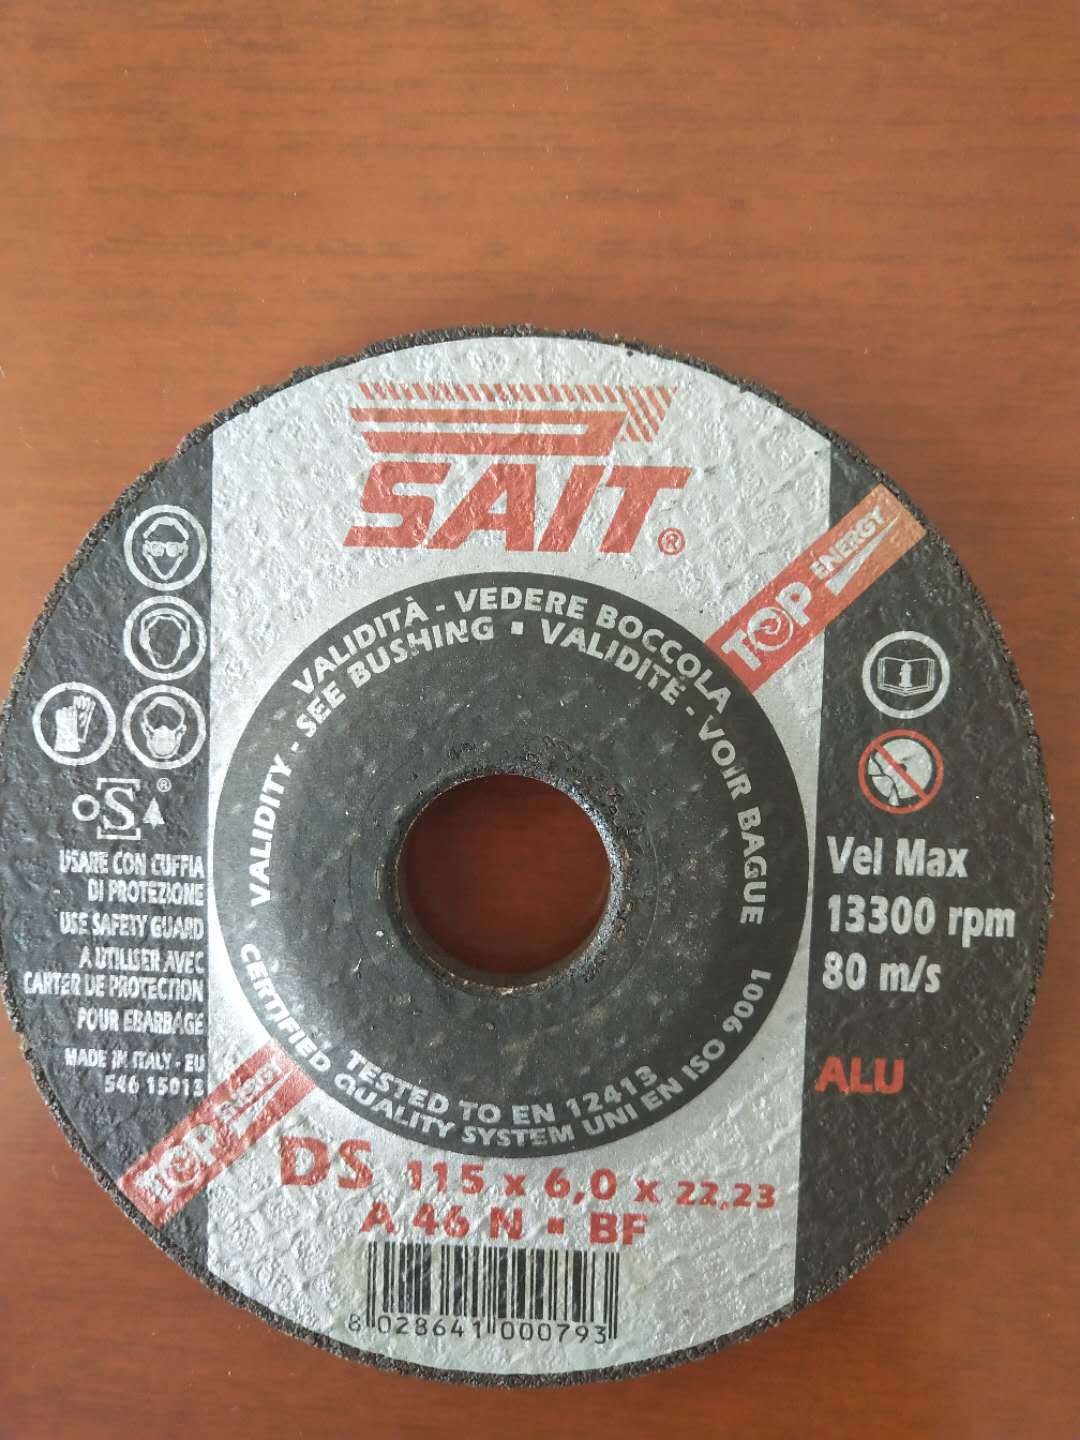 SAIT®
TOP ENERGY
VALIDITÀ - VEDERE BOCCOLA
VALIDITY - SEE BUSHING ▪ VALIDITÉ - VOIR BAGUE
S®
USARE CON CUFFIA
DI PROTEZIONE
USE SAFETY GUARD
A UTILISER AVEC
CARTER DE PROTECTION
POUR EBARBAGE
MADE IN ITALY - EU
546 15013
Vel Max
13300 rpm
80 m/s
ALU
TESTED TO EN 12413
CERTIFIED QUALITY SYSTEM UNI EN ISO 9001
TOP ENERGY
DS 115 x 6,0 x 22,23
A 46 N ▪ BF
8 028641 000793